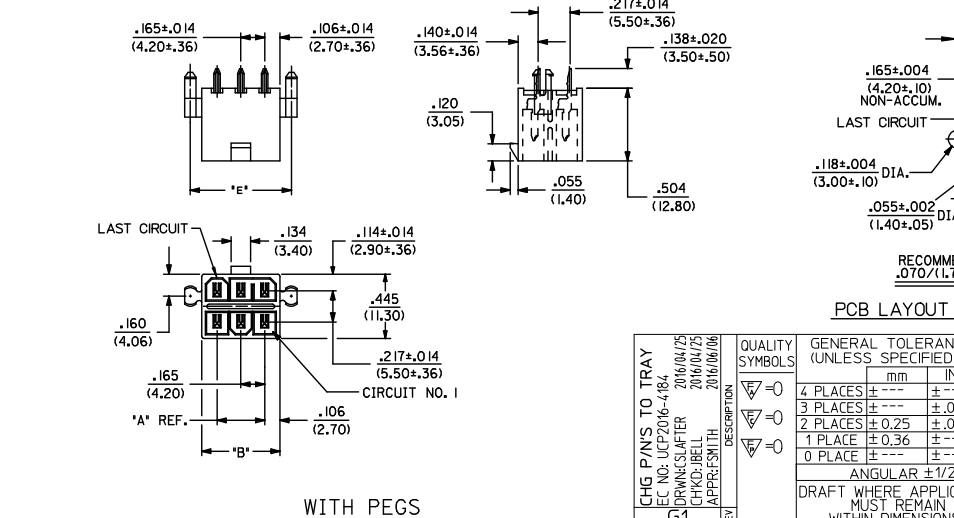 .165±.014
(4.20±.36)
.106±.014
(2.70±.36)
"E"
.140±.014
(3.56±.36)
.217±.014
(5.50±.36)
.138±.020
(3.50±.50)
.120
(3.05)
.055
(1.40)
.504
(12.80)
.165±.004
(4.20±.10)
NON-ACCUM.
LAST CIRCUIT
.118±.004 DIA.
(3.00±.10)
.055±.002
(1.40±.05)
PCB LAYOUT
LAST CIRCUIT
.134
(3.40)
.114±.014
(2.90±.36)
.445
(11.30)
.160
(4.06)
.217±.014
(5.50±.36)
.165
(4.20)
CIRCUIT NO. 1
"A" REF.
.106
(2.70)
"B"
WITH PEGS
CHG P/N'S TO TRAY
EC NO: UCP2016-4184
DRWN:CSLAFTER 2016/04/25
CH'KD:JBELL 2016/04/25
APPR:FSMITH 2016/06/06
DESCRIPTION
G1
QUALITY
SYMBOLS
=0
=0
=0
GENERAL
(UNLESS
mm
4 PLACES ±---
3 PLACES ±---
2 PLACES ±0.25
1 PLACE ±0.36
0 PLACE ±---
ANGULAR
DRAFT WHERE
MUST REMAIN